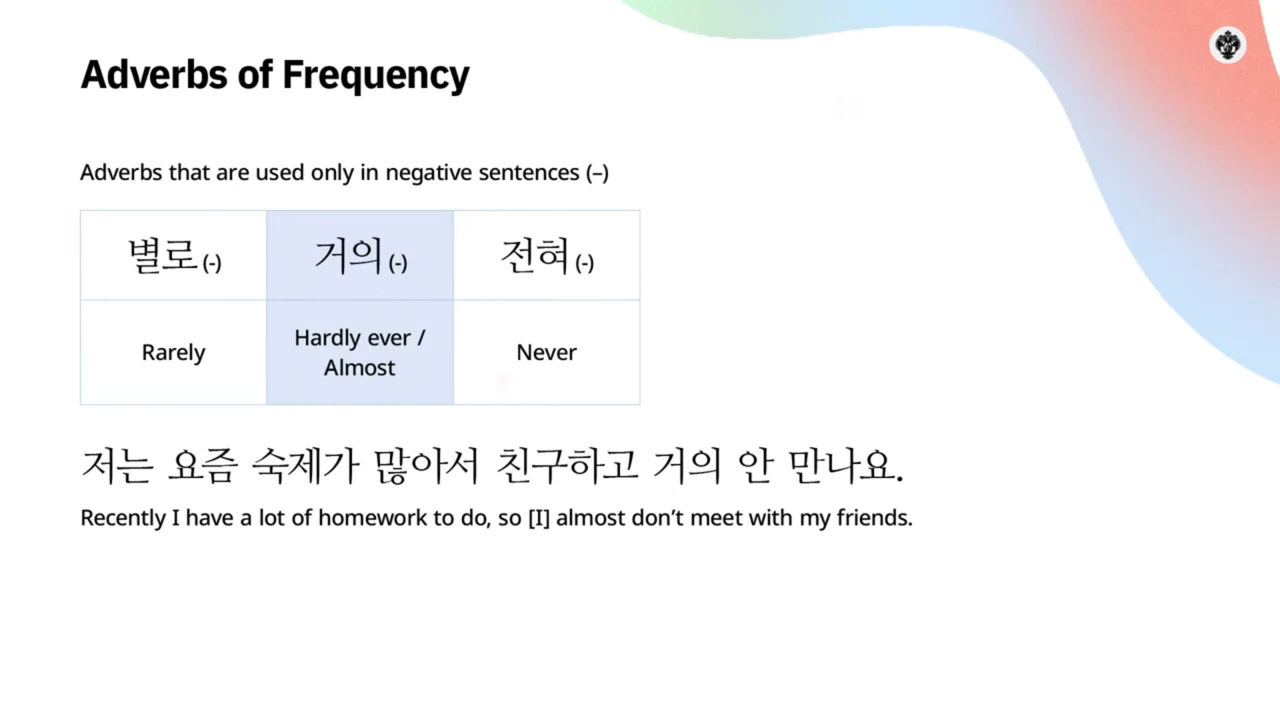 Adverbs of Frequency
Adverbs that are used only in negative sentences (–)
별로 (-)
거의 (-)
전혀 (-)
Rarely
Hardly ever /
Almost
Never
저는 요즘 숙제가 많아서 친구하고 거의 안 만나요.
Recently I have a lot of homework to do, so [I] almost don’t meet with my friends.